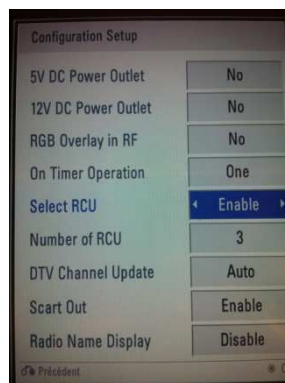 Configuration Setup
5V DC Power Outlet No
12V DC Power Outlet No
RGB Overlay in RF No
On Timer Operation One
Select RCU Enable
Number of RCU 3
DTV Channel Update Auto
Scart Out Enable
Radio Name Display Disable
Précédent